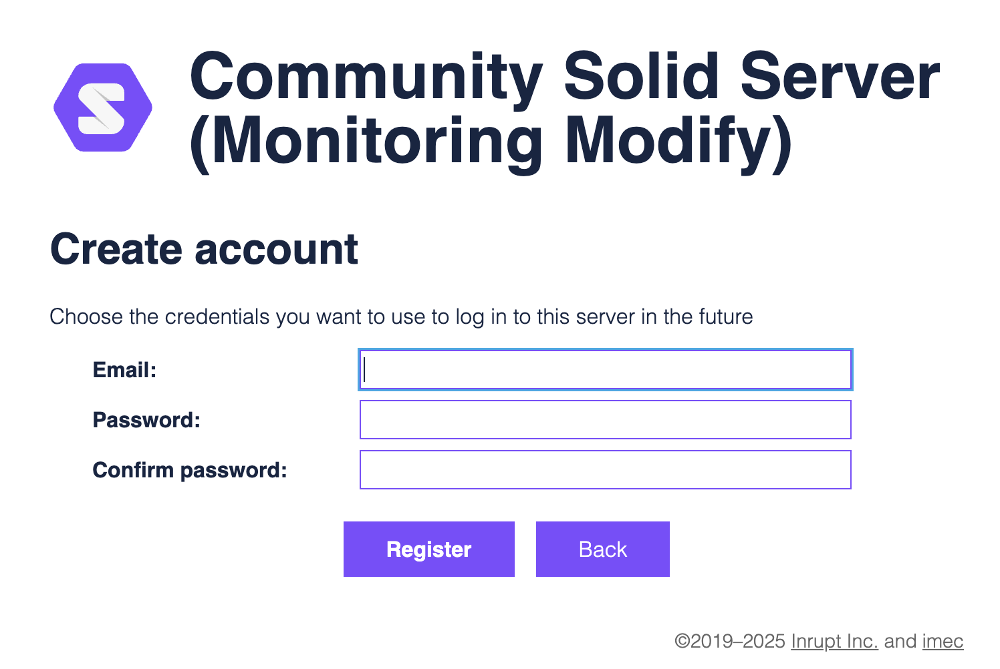 Community Solid Server
(Monitoring Modify)
Create account
Choose the credentials you want to use to log in to this server in the future
Email:
Password:
Confirm password:
Register
Back
©2019–2025 Inrupt Inc. and imec